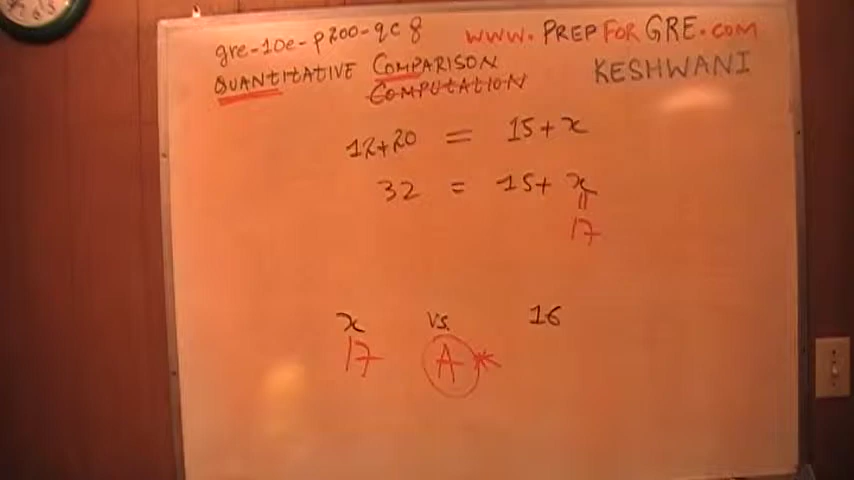 gre-10e-p200-qc 8 www.PREPFORGRE.COM
QUANTITATIVE COMPARISON KESHWANI
COMPUTATION
12+20 = 15+x
32 = 15+ x
17
x vs. 16
17 A